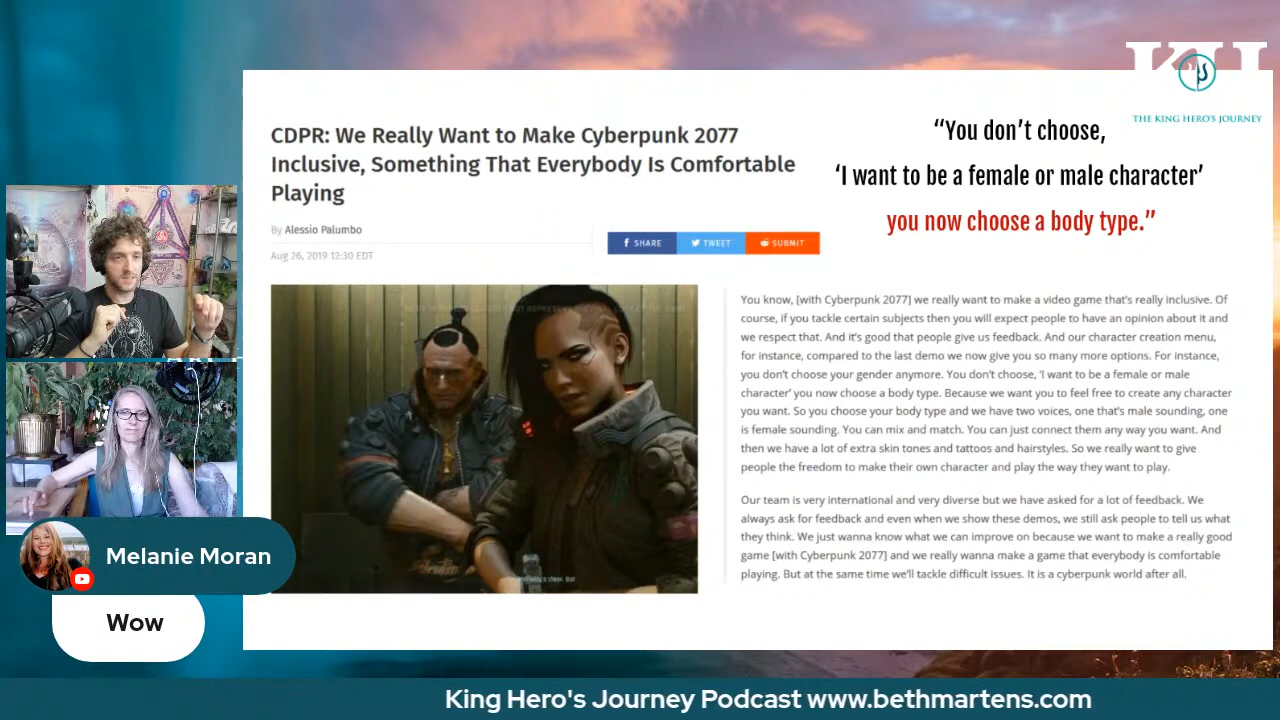 THE KING HERO'S JOURNEY
CDPR: We Really Want to Make Cyberpunk 2077
Inclusive, Something That Everybody Is Comfortable
Playing
By Alessio Palumbo
Aug 26, 2019 12:30 EDT
SHARE
TWEET
SUBMIT
“You don’t choose,
‘I want to be a female or male character’
you now choose a body type.”
You know, [with Cyberpunk 2077] we really want to make a video game that's really inclusive. Of
course, if you tackle certain subjects then you will expect people to have an opinion about it and
we respect that. And it's good that people give us feedback. And our character creation menu,
for instance, compared to the last demo we now give you so many more options. For instance,
you don't choose your gender anymore. You don't choose, 'I want to be a female or male
character' you now choose a body type. Because we want you to feel free to create any character
you want. So you choose your body type and we have two voices, one that's male sounding, one
is female sounding. You can mix and match. You can just connect them any way you want. And
then we have a lot of extra skin tones and tattoos and hairstyles. So we really want to give
people the freedom to make their own character and play the way they want to play.
Our team is very international and very diverse but we have asked for a lot of feedback. We
always ask for feedback and even when we show these demos, we still ask people to tell us what
they think. We just wanna know what we can improve on because we want to make a really good
game [with Cyberpunk 2077] and we really wanna make a game that everybody is comfortable
playing. But at the same time we'll tackle difficult issues. It is a cyberpunk world after all.
Melanie Moran
Wow
King Hero's Journey Podcast www.bethmartens.com